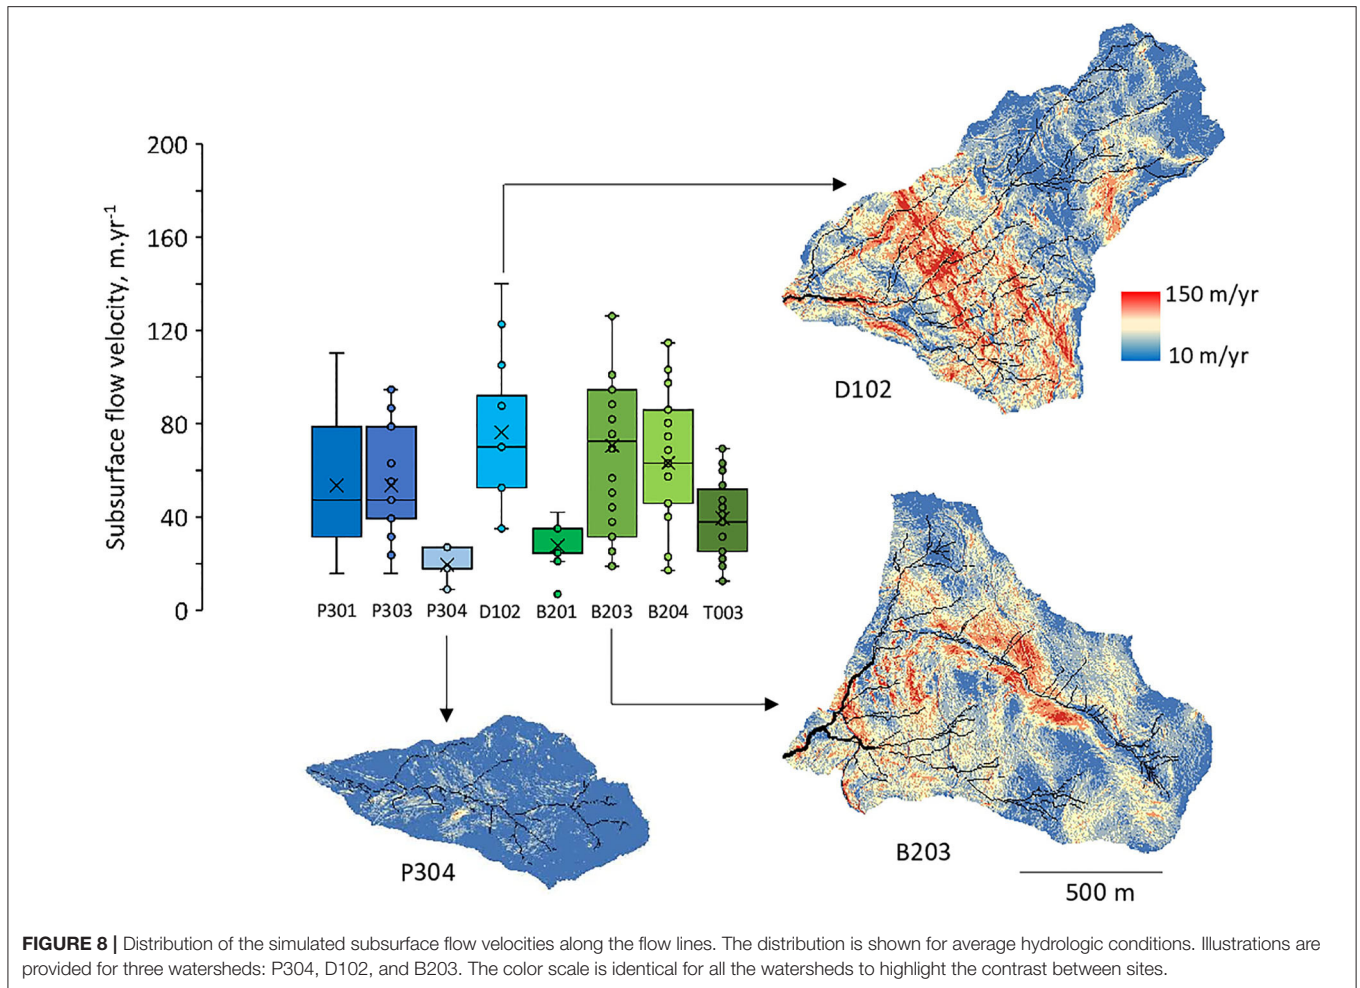 200
160
120
80
40
0
Subsurface flow velocity, m.yr-1
P301 P303 P304 D102 B201 B203 B204 T003
D102
150 m/yr
10 m/yr
P304
B203
500 m
FIGURE 8 | Distribution of the simulated subsurface flow velocities along the flow lines. The distribution is shown for average hydrologic conditions. Illustrations are
provided for three watersheds: P304, D102, and B203. The color scale is identical for all the watersheds to highlight the contrast between sites.